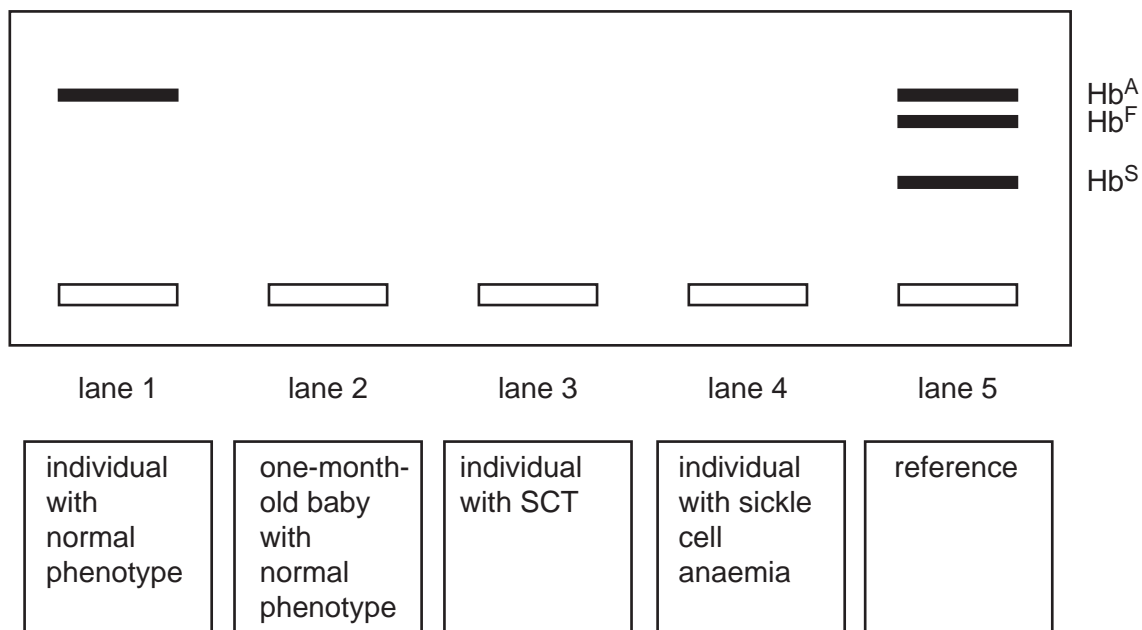 Hb^A
Hb^F
Hb^S
lane 1
lane 2
lane 3
lane 4
lane 5
individual
with
normal
phenotype
one-month-
old baby
with
normal
phenotype
individual
with SCT
individual
with sickle
cell
anaemia
reference